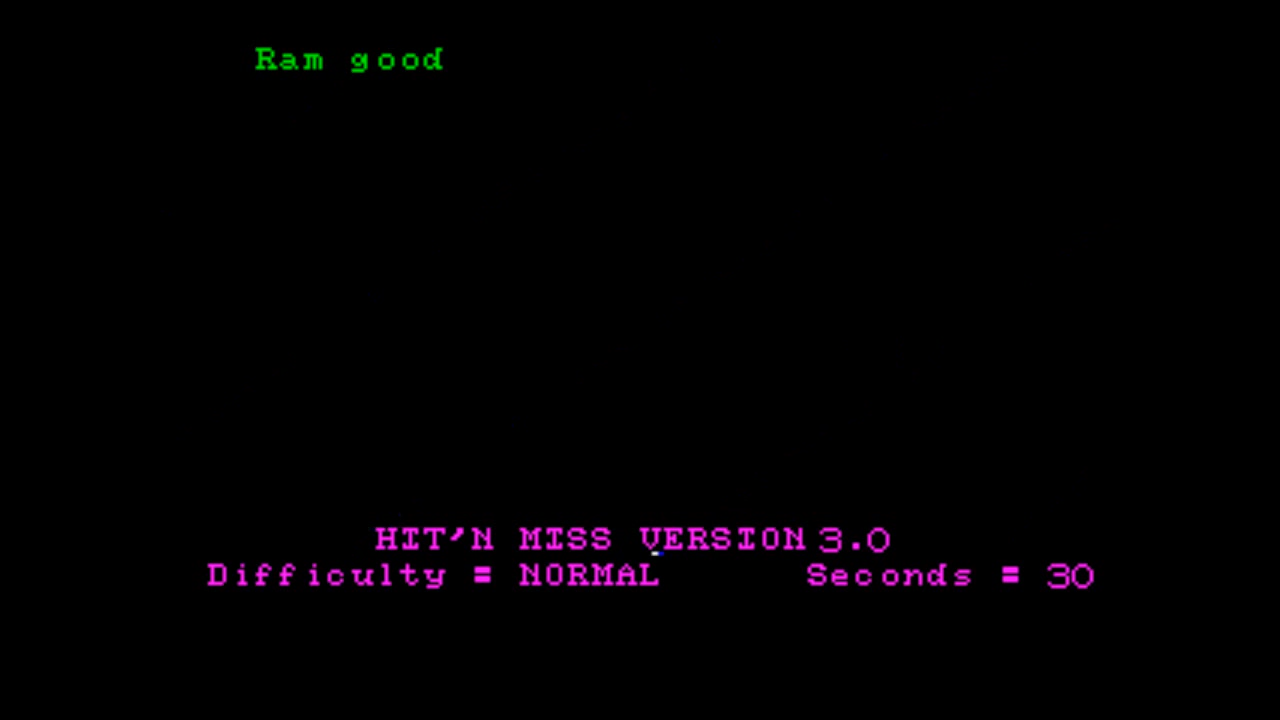 Ram good
HIT'N MISS VERSION 3.0
Difficulty = NORMAL Seconds = 30